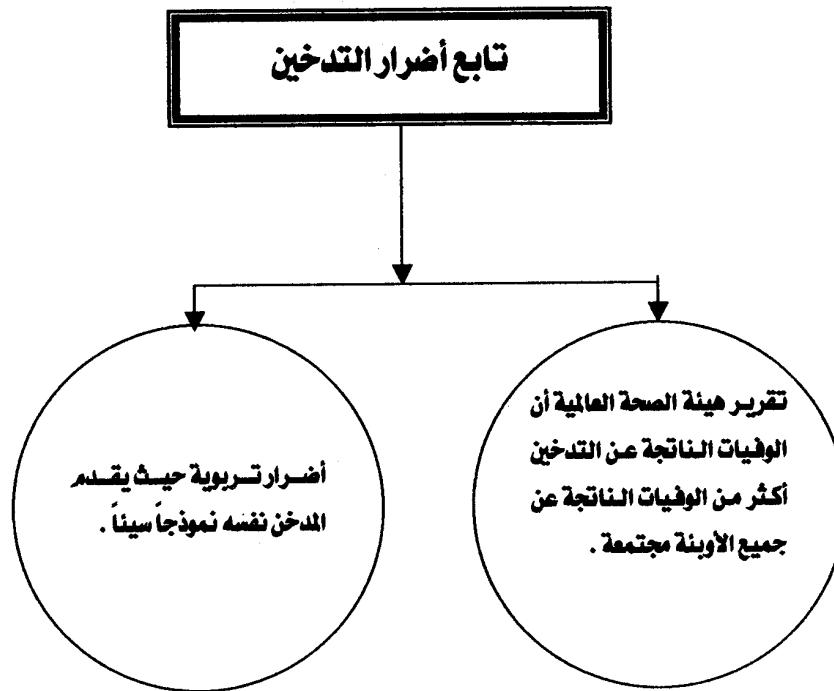 تابع أضرار التدخين
تقرير هيئة الصحة العالمية أن
الوفيات الناتجة عن التدخين
أكثر من الوفيات الناتجة عن
جميع الأوبئة مجتمعة .
أضرار تربوية حيث يقدم
المدخن نفسه نموذجاً سيئاً .